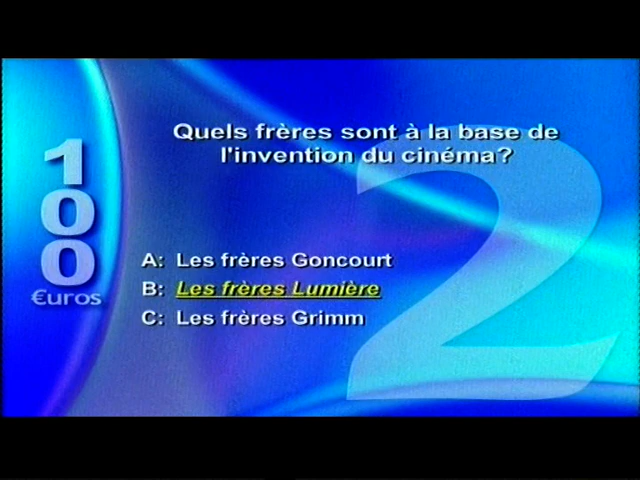 Quels frères sont à la base de
l'invention du cinéma?
2
100
€uros
A: Les frères Goncourt
B: Les frères Lumière
C: Les frères Grimm